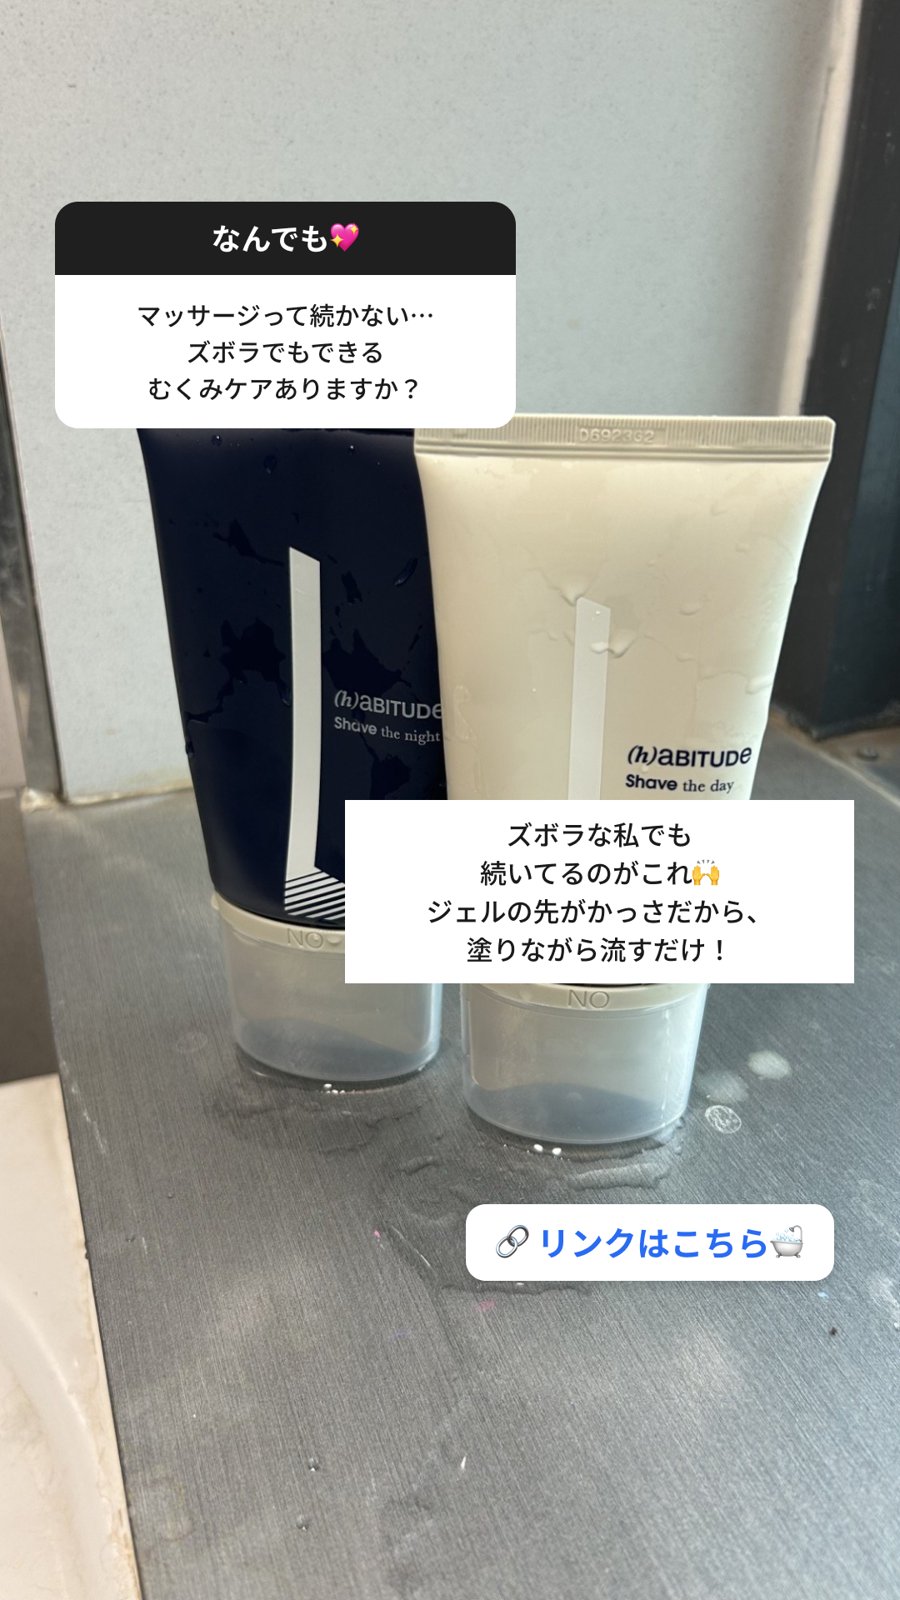 なんでも💖
マッサージって続かない…
ズボラでもできる
むくみケアありますか？
D692362
(h)ABITUDe
Shave the night
(h)ABITUDe
Shave the day
ズボラな私でも
続いてるのがこれ🙌
ジェルの先がかっさだから、
塗りながら流すだけ！
NO
NO
リンクはこちら🛁